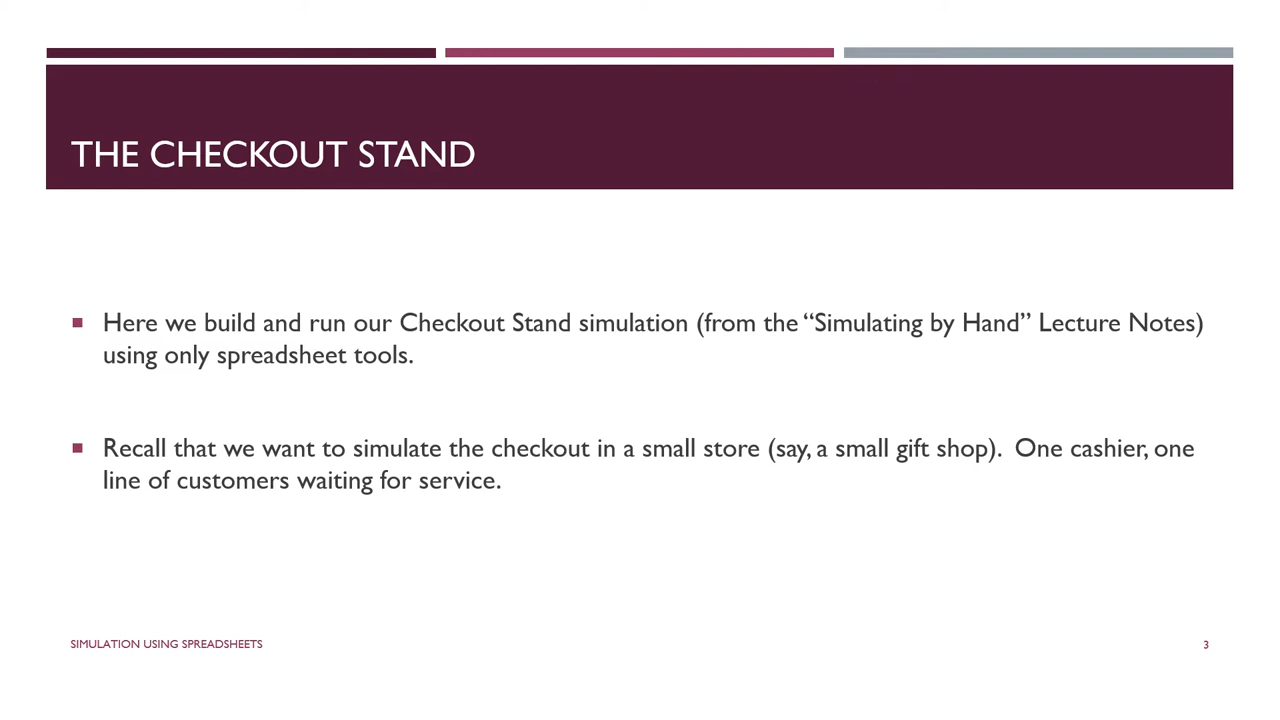 THE CHECKOUT STAND
▪ Here we build and run our Checkout Stand simulation (from the “Simulating by Hand” Lecture Notes)
using only spreadsheet tools.
▪ Recall that we want to simulate the checkout in a small store (say, a small gift shop).  One cashier, one
line of customers waiting for service.
SIMULATION USING SPREADSHEETS
3